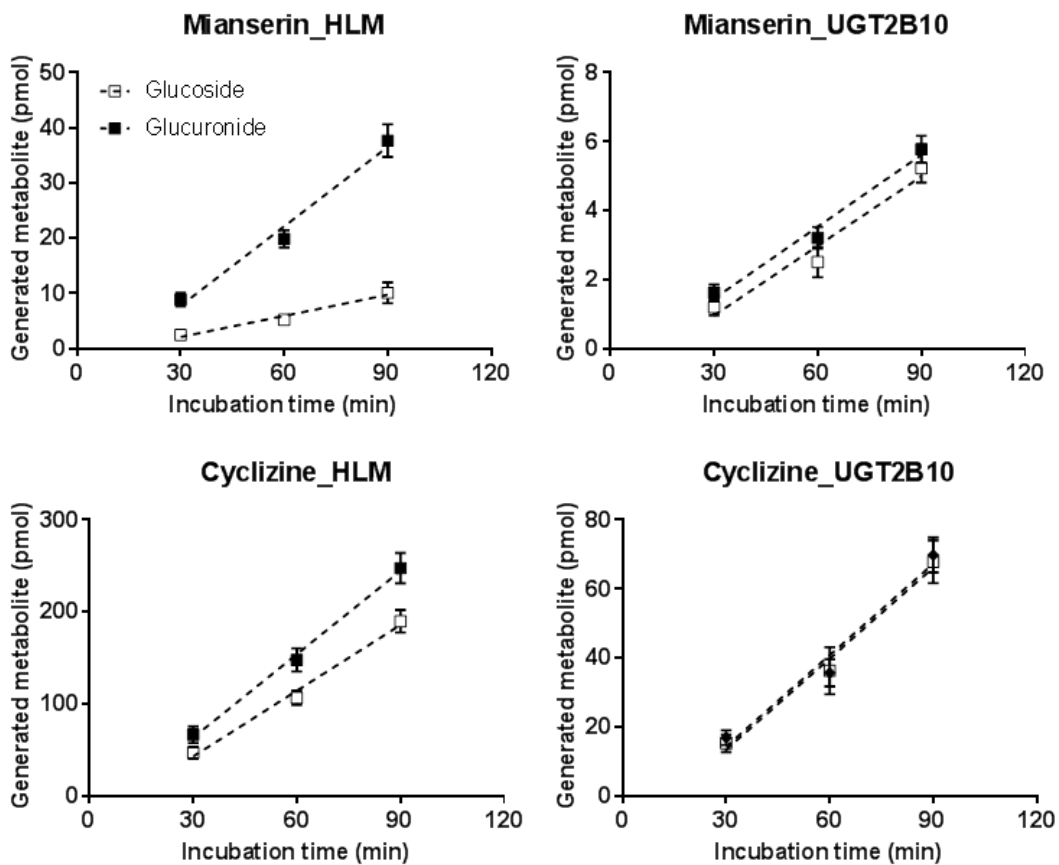 Mianserin_HLM
Generated metabolite (pmol)
50
40
30
20
10
0
Glucoside
Glucuronide
0 30 60 90 120
Incubation time (min)
Mianserin_UGT2B10
Generated metabolite (pmol)
8
6
4
2
0
0 30 60 90 120
Incubation time (min)
Cyclizine_HLM
Generated metabolite (pmol)
300
200
100
0
0 30 60 90 120
Incubation time (min)
Cyclizine_UGT2B10
Generated metabolite (pmol)
80
60
40
20
0
0 30 60 90 120
Incubation time (min)